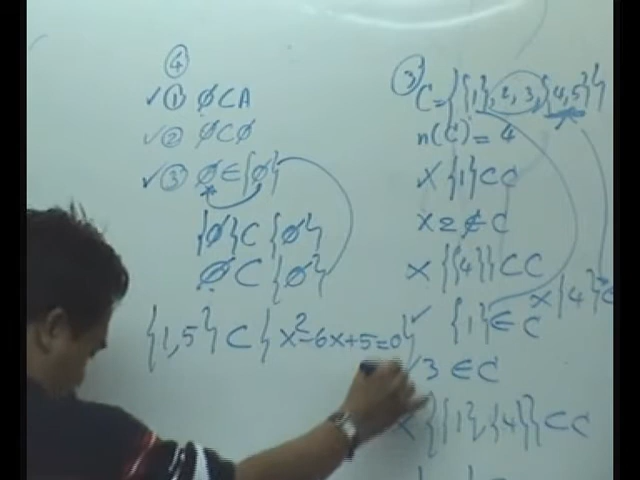 ④
✓ ① ∅ ⊂ A
✓ ② ∅ ⊂ ∅
✓ ③ ∅ ∈ {∅}
{∅} ⊂ {∅}
∅ ⊂ {∅}
{1,5} ⊂ { x²-6x+5=0}
③ C={{1},2,3,{4,5}}
n(C) = 4
X {1} ⊂ C
X 2 ∉ C
X {{4}} ⊂ C
X {4} ⊂
✓ {1} ∈ C
✓ 3 ∈ C
X {{1},{4}} ⊂ C